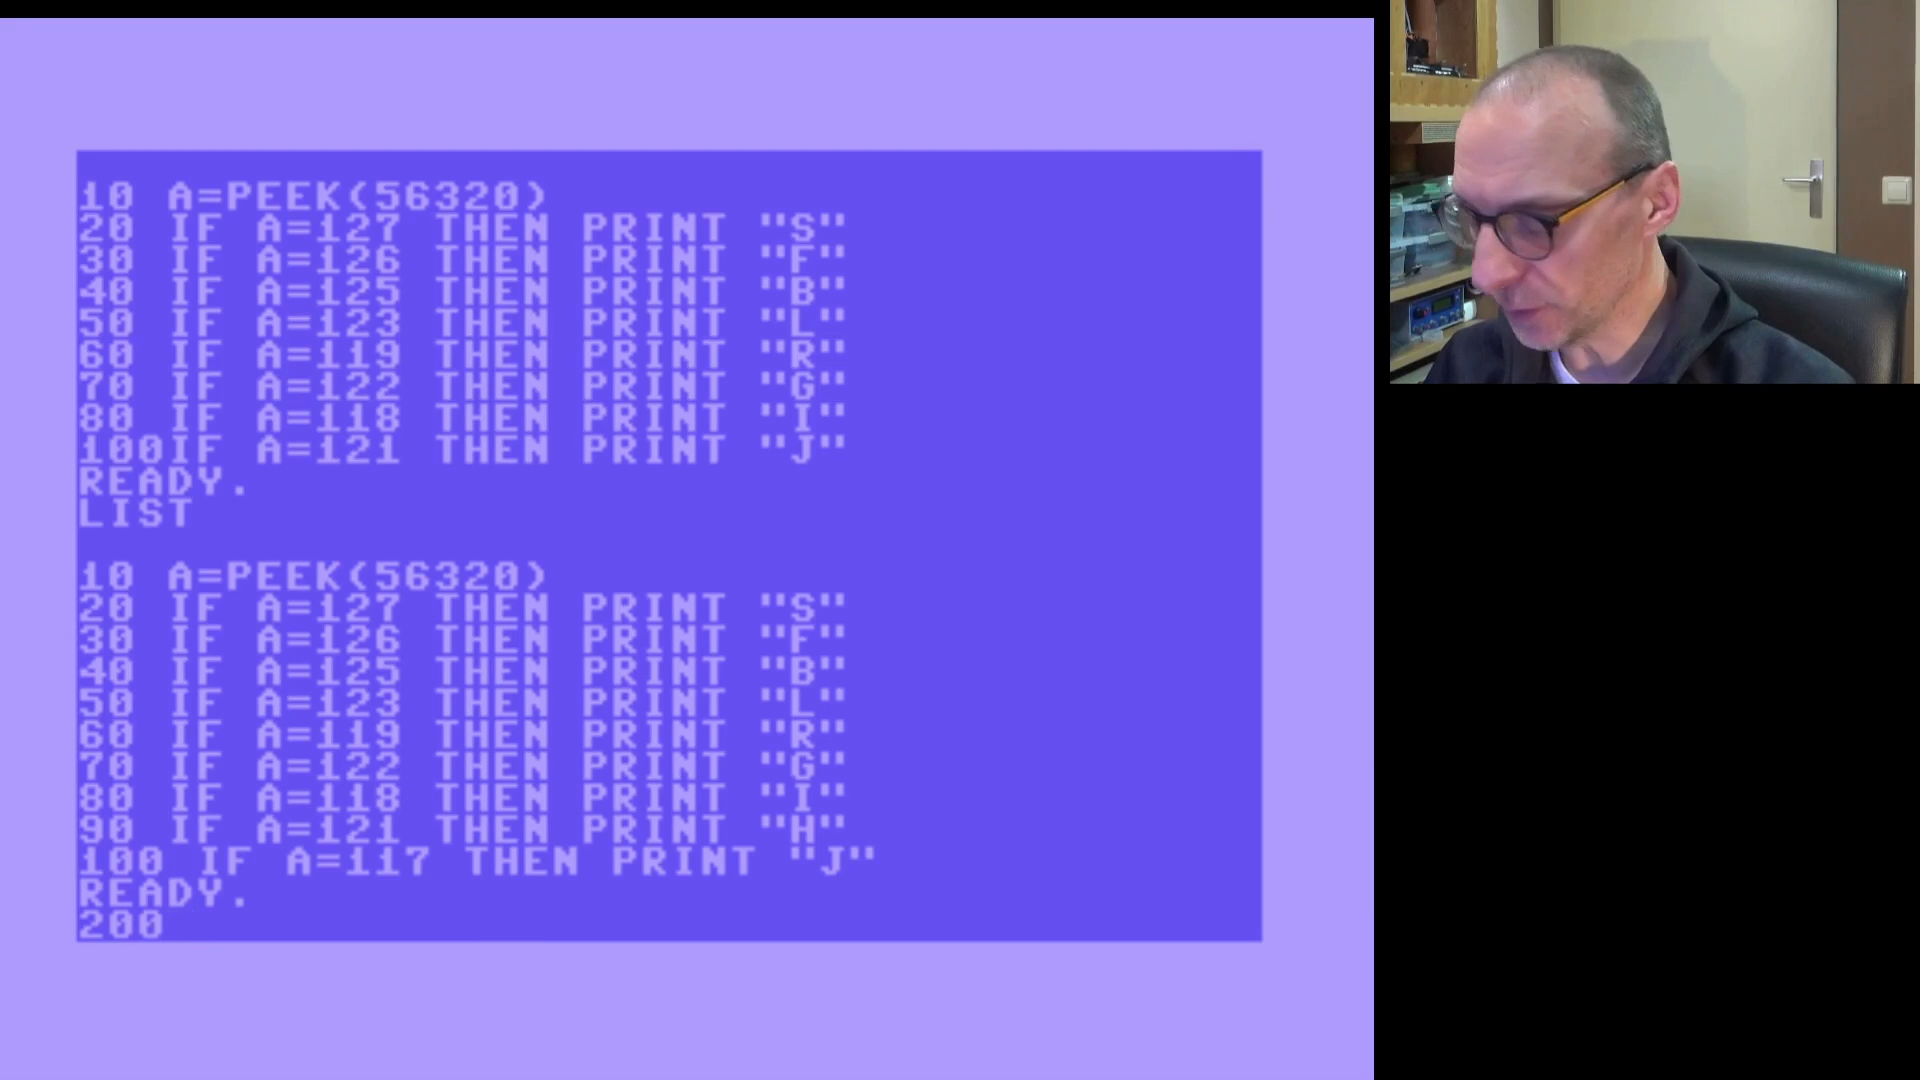 10 A=PEEK(56320)
20 IF A=127 THEN PRINT "S"
30 IF A=126 THEN PRINT "F"
40 IF A=125 THEN PRINT "B"
50 IF A=123 THEN PRINT "L"
60 IF A=119 THEN PRINT "R"
70 IF A=122 THEN PRINT "G"
80 IF A=118 THEN PRINT "I"
100IF A=121 THEN PRINT "J"
READY.
LIST
10 A=PEEK(56320)
20 IF A=127 THEN PRINT "S"
30 IF A=126 THEN PRINT "F"
40 IF A=125 THEN PRINT "B"
50 IF A=123 THEN PRINT "L"
60 IF A=119 THEN PRINT "R"
70 IF A=122 THEN PRINT "G"
80 IF A=118 THEN PRINT "I"
90 IF A=121 THEN PRINT "H"
100 IF A=117 THEN PRINT "J"
READY.
200